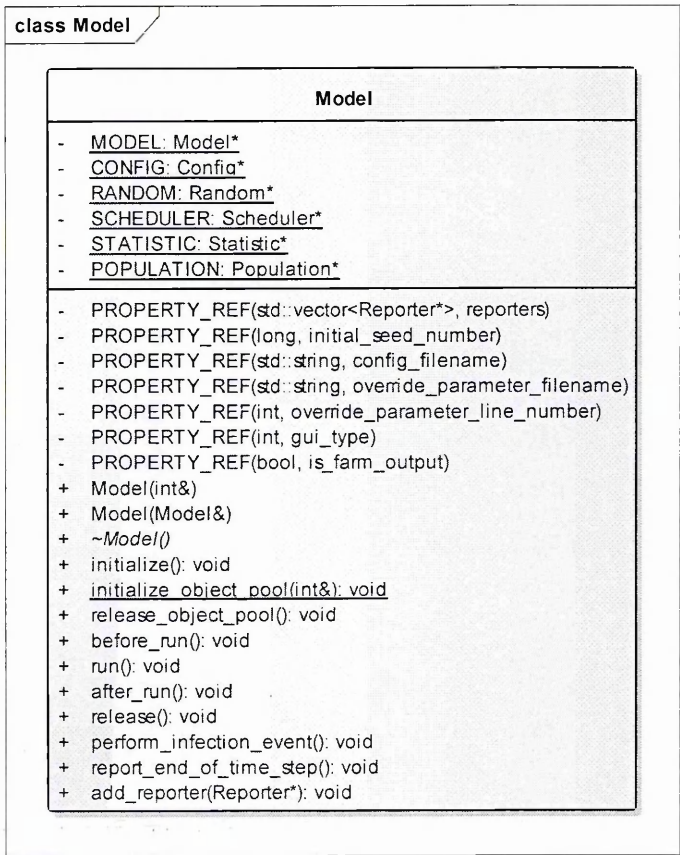 class Model
Model
- MODEL: Model*
- CONFIG: Config*
- RANDOM: Random*
- SCHEDULER: Scheduler*
- STATISTIC: Statistic*
- POPULATION: Population*
- PROPERTY_REF(std::vector<Reporter*>, reporters)
- PROPERTY_REF(long, initial_seed_number)
- PROPERTY_REF(std::string, config_filename)
- PROPERTY_REF(std::string, override_parameter_filename)
- PROPERTY_REF(int, override_parameter_line_number)
- PROPERTY_REF(int, gui_type)
- PROPERTY_REF(bool, is_farm_output)
+ Model(int&)
+ Model(Model&)
+ ~Model()
+ initialize(): void
+ initialize_object_pool(int&): void
+ release_object_pool(): void
+ before_run(): void
+ run(): void
+ after_run(): void
+ release(): void
+ perform_infection_event(): void
+ report_end_of_time_step(): void
+ add_reporter(Reporter*): void